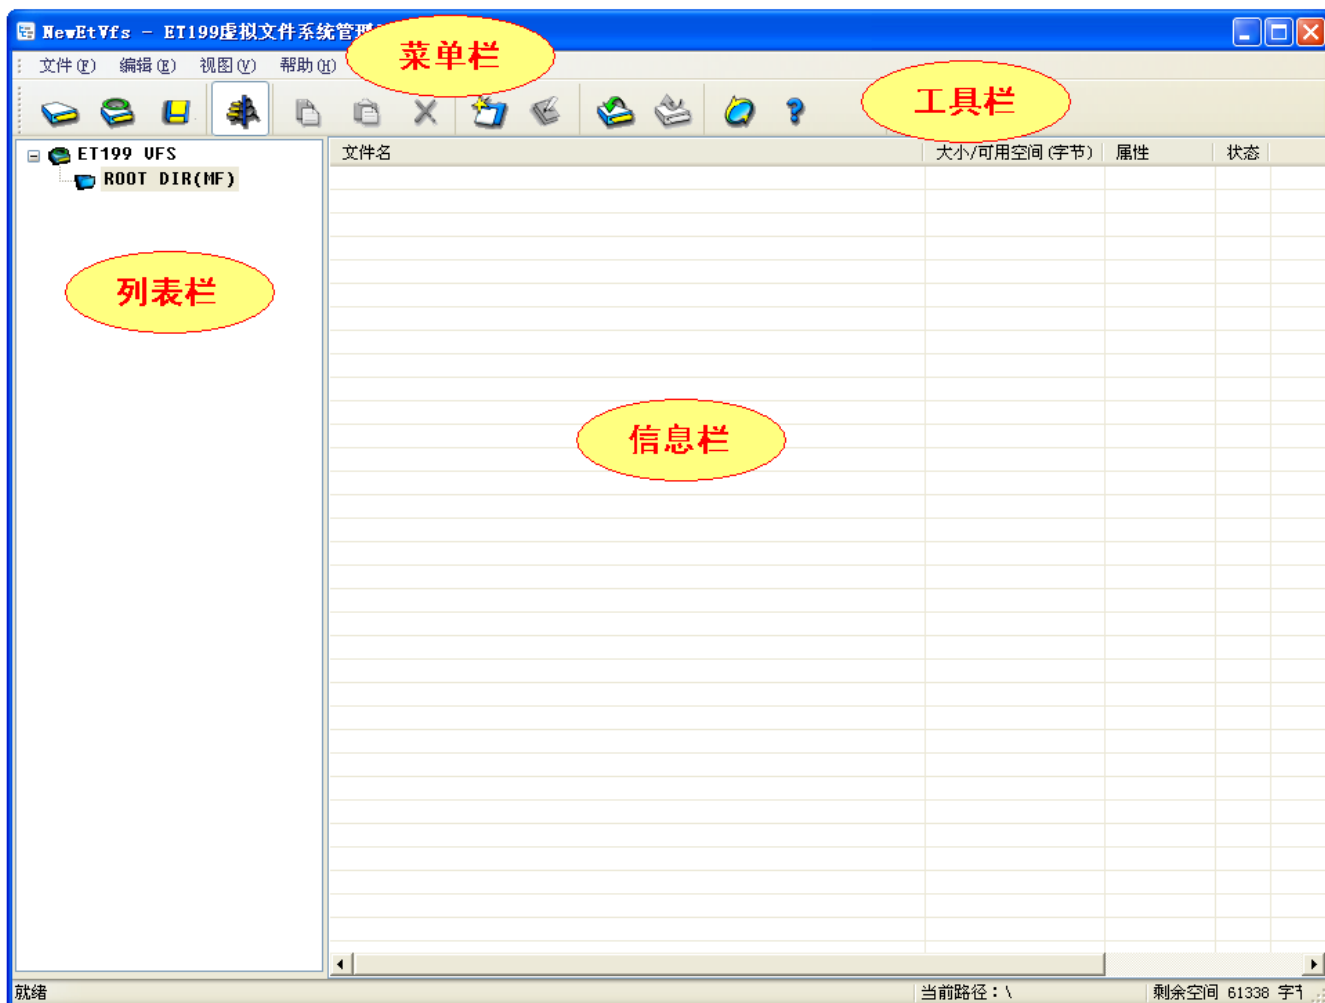 NewEtVfs - ET199虚拟文件系统管理
菜单栏
文件(F) 编辑(E) 视图(V) 帮助(H)
工具栏
ET199 VFS
ROOT DIR(MF)
文件名 大小/可用空间(字节) 属性 状态
列表栏
信息栏
就绪 当前路径：\ 剩余空间 61338 字节